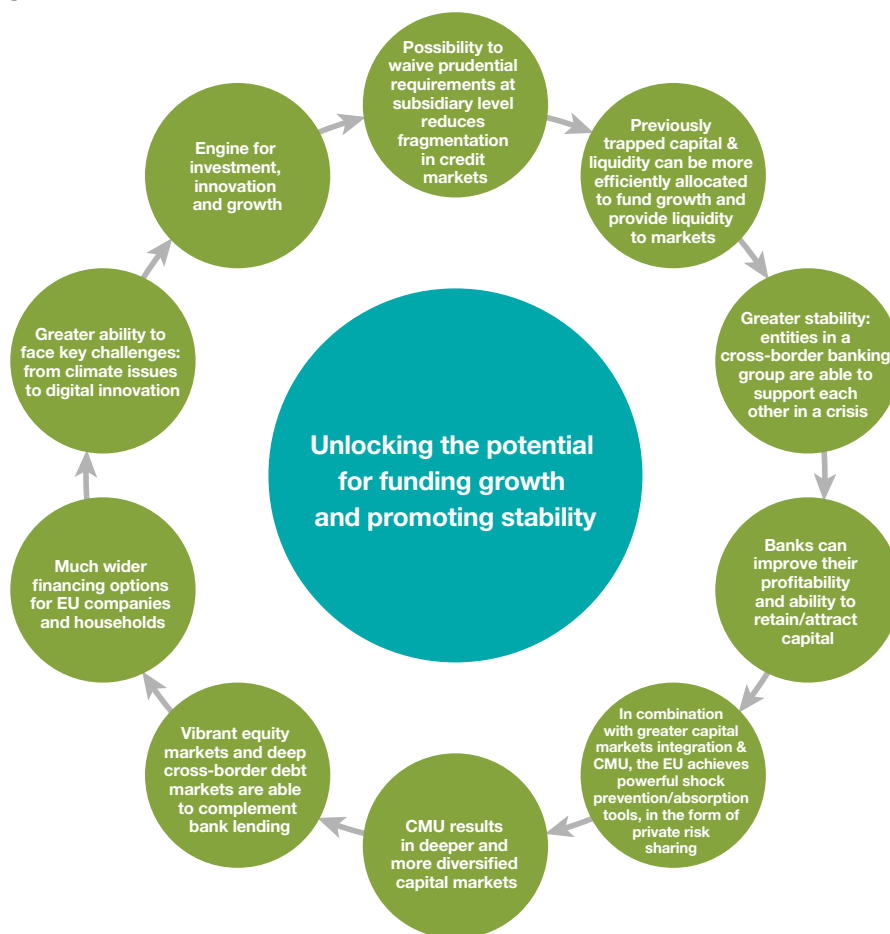 Possibility to
waive prudential
requirements at
subsidiary level
reduces
fragmentation
in credit
markets
Previously
trapped capital &
liquidity can be more
efficiently allocated
to fund growth and
provide liquidity
to markets
Greater stability:
entities in a
cross-border banking
group are able to
support each
other in a crisis
Banks can
improve their
profitability
and ability to
retain/attract
capital
In combination
with greater capital
markets integration &
CMU, the EU achieves
powerful shock
prevention/absorption
tools, in the form of
private risk
sharing
CMU results
in deeper and
more diversified
capital markets
Vibrant equity
markets and deep
cross-border debt
markets are able
to complement
bank lending
Much wider
financing options
for EU companies
and households
Greater ability to
face key challenges:
from climate issues
to digital innovation
Engine for
investment,
innovation
and growth
Unlocking the potential
for funding growth
and promoting stability